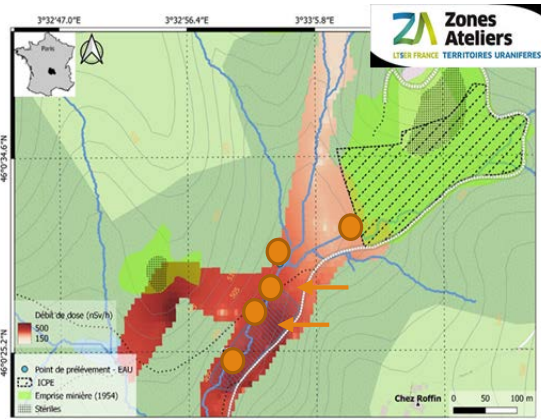 3°32'47.0"E
3°32'56.4"E
3°33'5.8"E
Paris
Zones
Ateliers
LTSER FRANCE TERRITOIRES URANIFERES
46°0'34.6"N
46°0'25.2"N
Débit de dose (nSv/h)
500
150
Point de prélèvement - EAU
ICPE
Emprise minière (1954)
Stériles
Chez Roffin
0 50 100 m